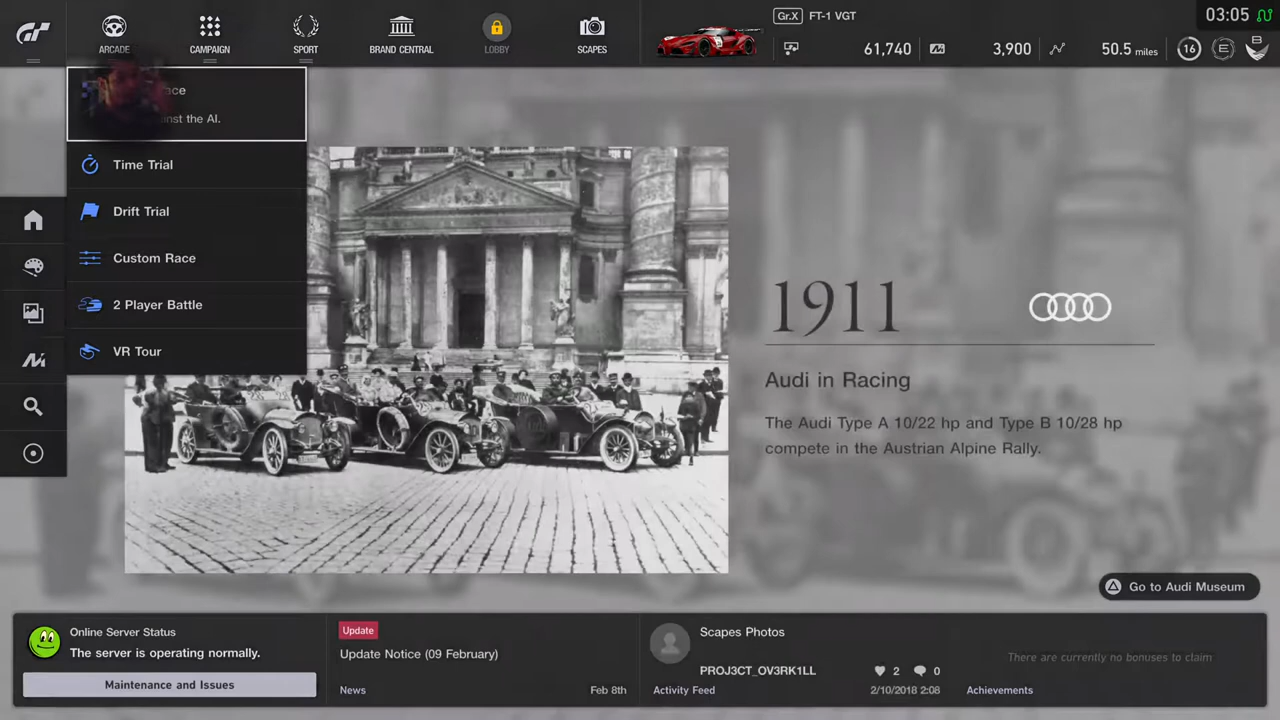 ARCADE
CAMPAIGN
SPORT
BRAND CENTRAL
LOBBY
SCAPES
Gr.X FT-1 VGT
61,740
3,900
50.5 miles
03:05
16
E
B
inst the AI.
Time Trial
Drift Trial
Custom Race
2 Player Battle
VR Tour
1911
Audi in Racing
The Audi Type A 10/22 hp and Type B 10/28 hp
compete in the Austrian Alpine Rally.
Go to Audi Museum
Online Server Status
The server is operating normally.
Maintenance and Issues
Update
Update Notice (09 February)
News
Feb 8th
Scapes Photos
PROJ3CT_OV3RK1LL
2
0
Activity Feed
2/10/2018 2:08
There are currently no bonuses to claim
Achievements